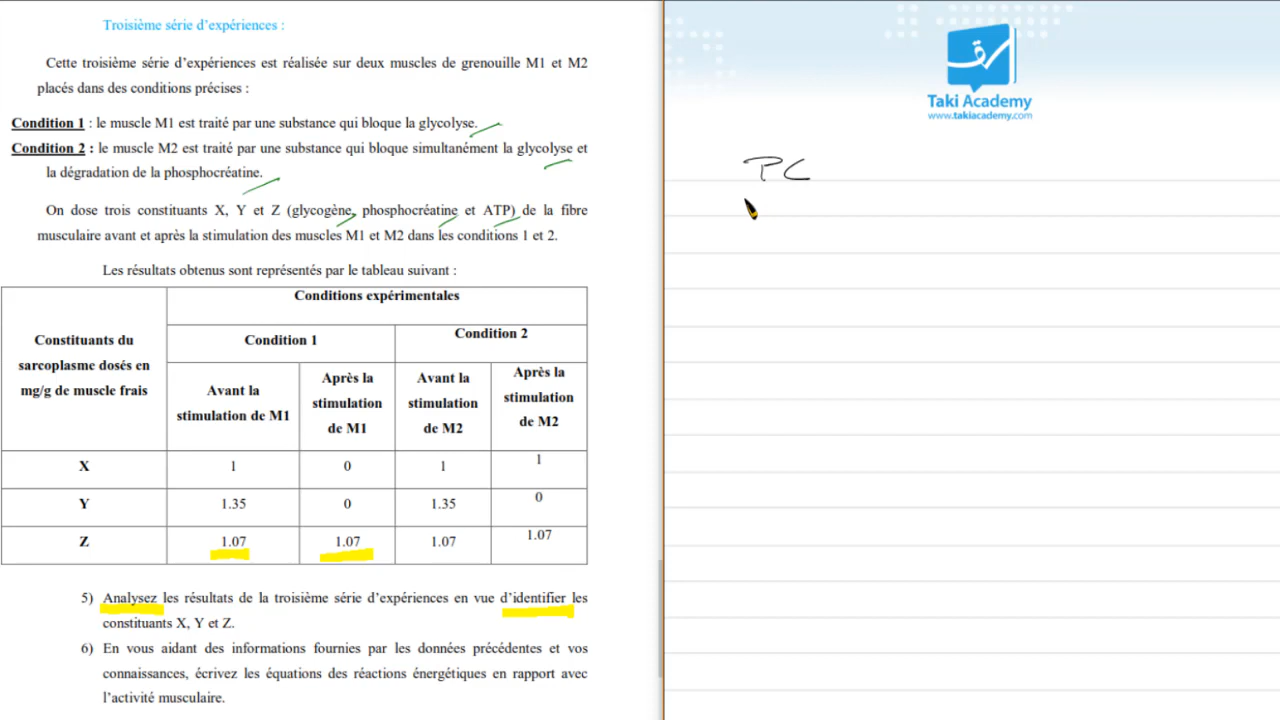 Troisième série d'expériences :
Cette troisième série d'expériences est réalisée sur deux muscles de grenouille M1 et M2
placés dans des conditions précises :
Condition 1 : le muscle M1 est traité par une substance qui bloque la glycolyse.
Condition 2 : le muscle M2 est traité par une substance qui bloque simultanément la glycolyse et
la dégradation de la phosphocréatine.
On dose trois constituants X, Y et Z (glycogène, phosphocréatine et ATP) de la fibre
musculaire avant et après la stimulation des muscles M1 et M2 dans les conditions 1 et 2.
Les résultats obtenus sont représentés par le tableau suivant :
Constituants du
sarcoplasme dosés en
mg/g de muscle frais
Conditions expérimentales
Condition 1
Condition 2
Avant la
stimulation de M1
Après la
stimulation
de M1
Avant la
stimulation
de M2
Après la
stimulation
de M2
X 1 0 1 1
Y 1.35 0 1.35 0
Z 1.07 1.07 1.07 1.07
5) Analysez les résultats de la troisième série d'expériences en vue d'identifier les
constituants X, Y et Z.
6) En vous aidant des informations fournies par les données précédentes et vos
connaissances, écrivez les équations des réactions énergétiques en rapport avec
l'activité musculaire.
Taki Academy
www.takiacademy.com
PC